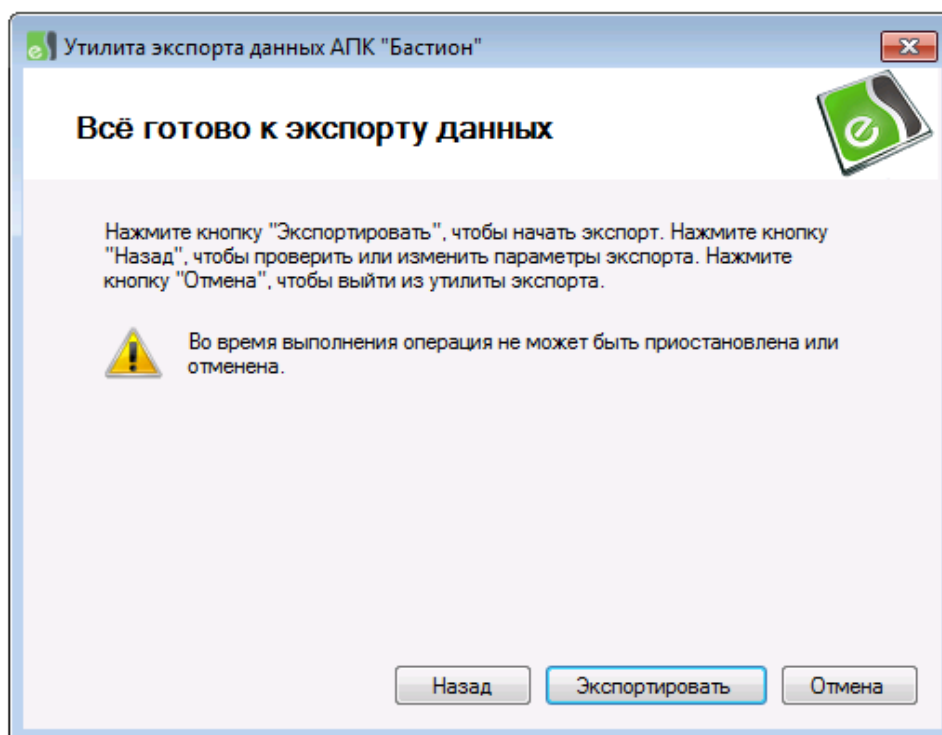 Утилита экспорта данных АПК "Бастион"
Всё готово к экспорту данных
Нажмите кнопку "Экспортировать", чтобы начать экспорт. Нажмите кнопку
"Назад", чтобы проверить или изменить параметры экспорта. Нажмите
кнопку "Отмена", чтобы выйти из утилиты экспорта.
Во время выполнения операция не может быть приостановлена или
отменена.
Назад Экспортировать Отмена